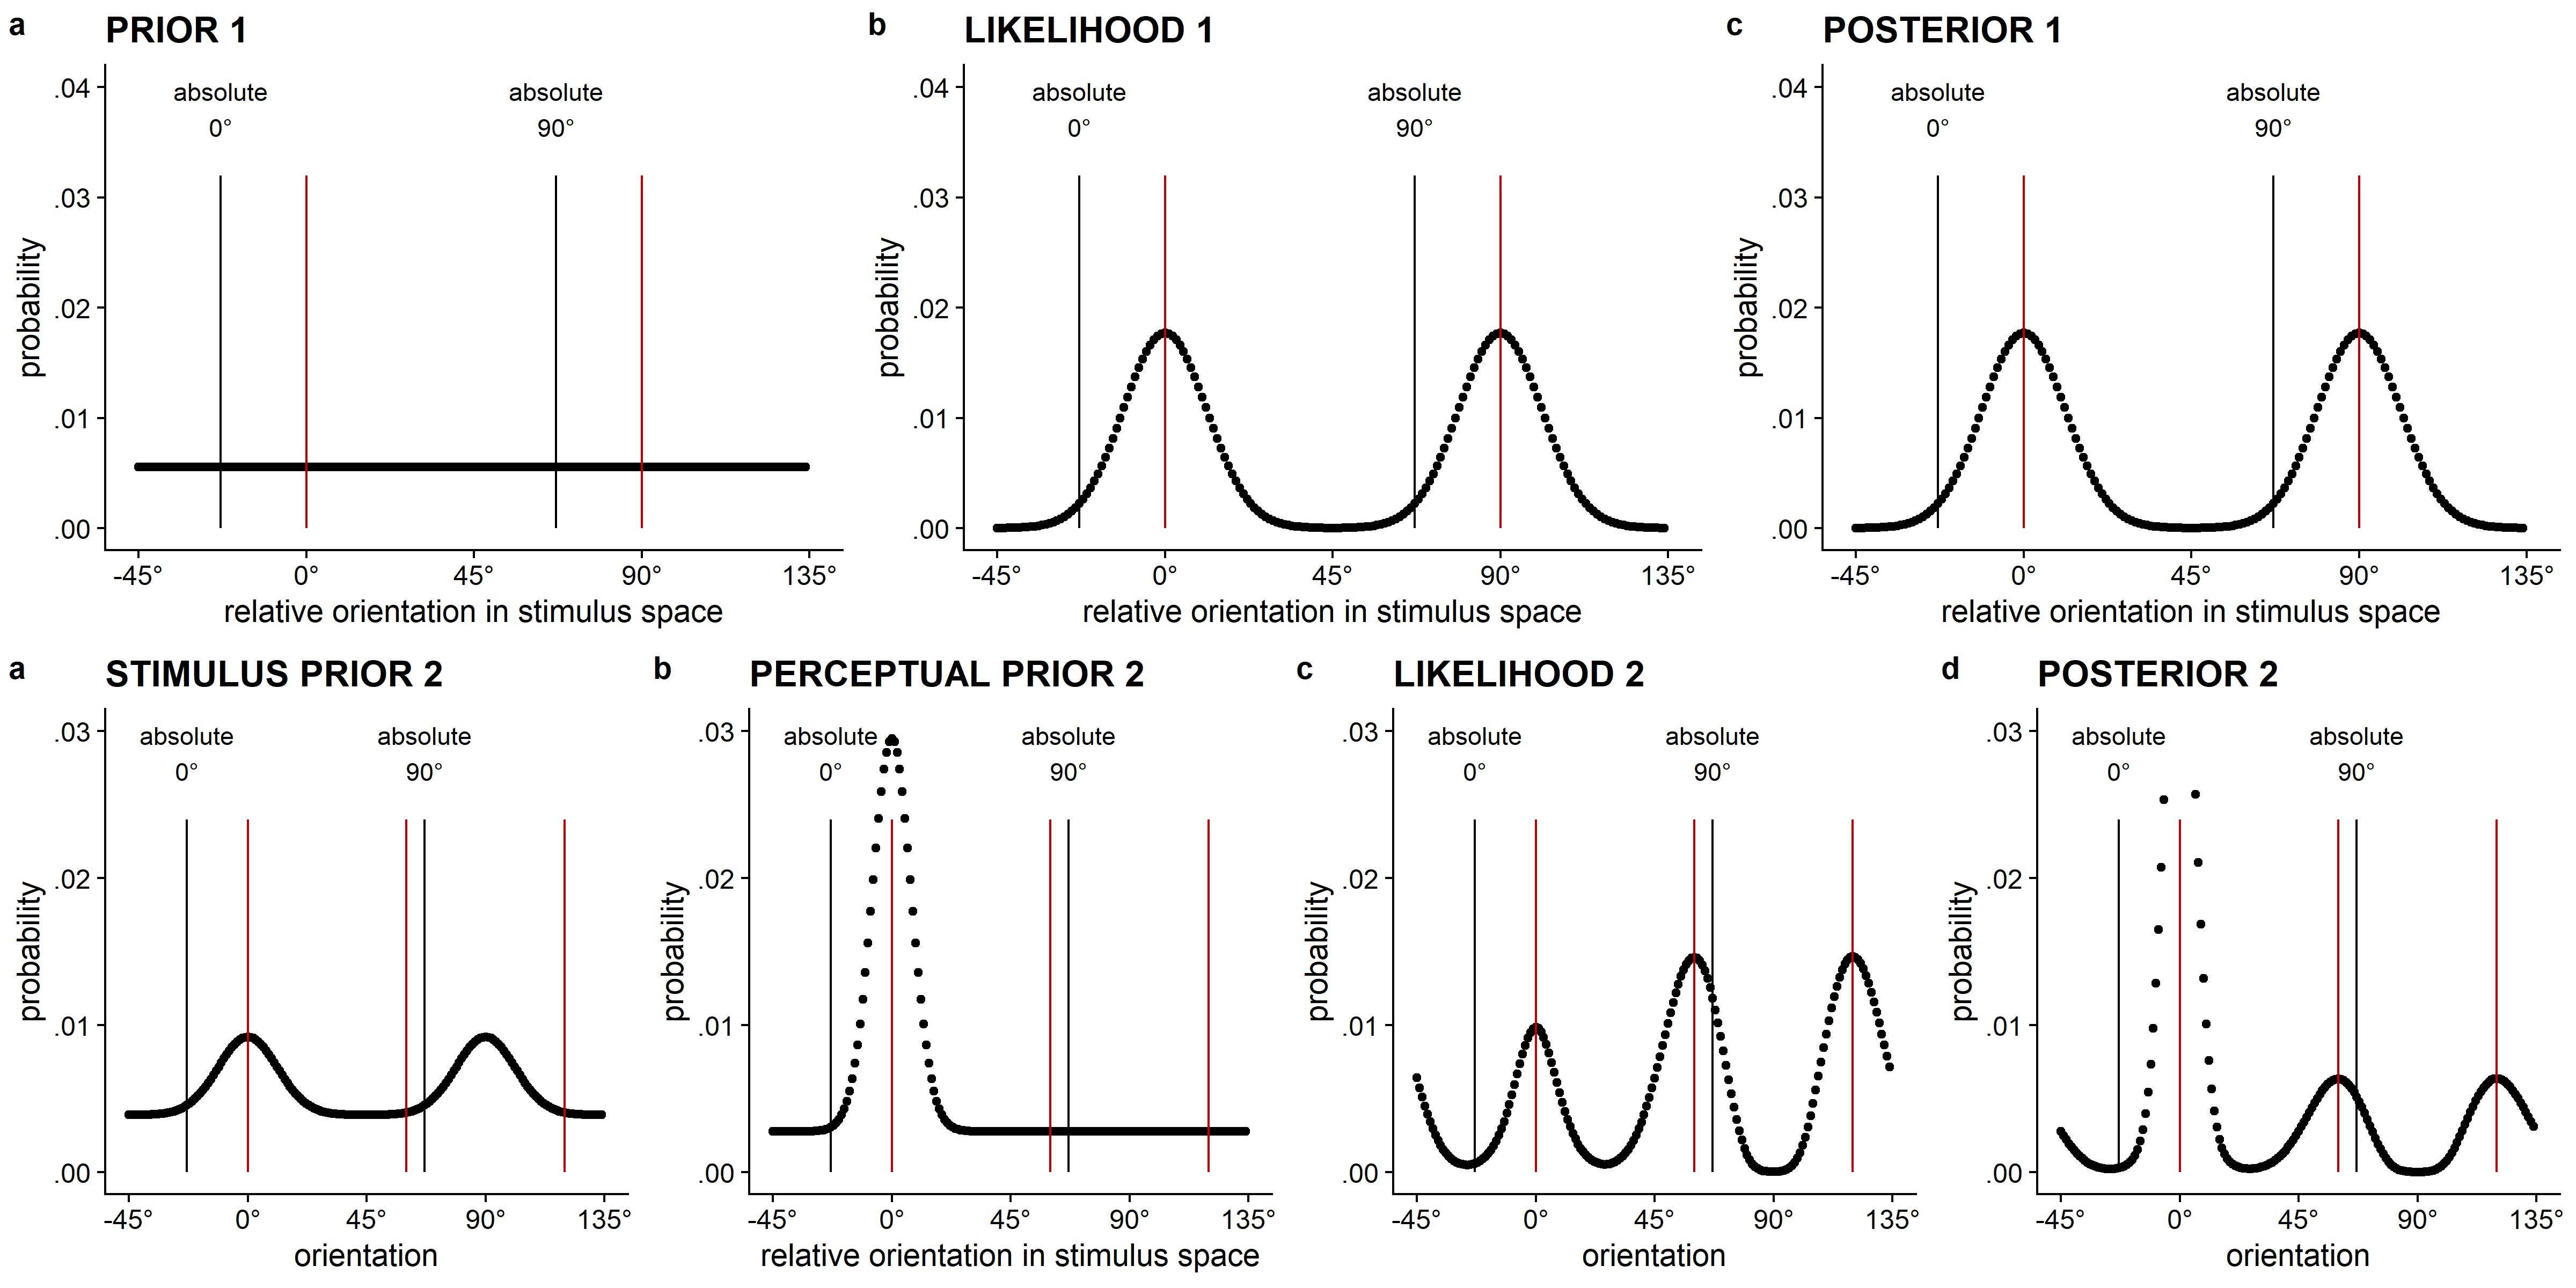 a PRIOR 1
.04
.03
.02
.01
.00
probability
absolute
0°
absolute
90°
-45° 0° 45° 90° 135°
relative orientation in stimulus space
b LIKELIHOOD 1
.04
.03
.02
.01
.00
probability
absolute
0°
absolute
90°
-45° 0° 45° 90° 135°
relative orientation in stimulus space
c POSTERIOR 1
.04
.03
.02
.01
.00
probability
absolute
0°
absolute
90°
-45° 0° 45° 90° 135°
relative orientation in stimulus space
a STIMULUS PRIOR 2
.03
.02
.01
.00
probability
absolute
0°
absolute
90°
-45° 0° 45° 90° 135°
orientation
b PERCEPTUAL PRIOR 2
.03
.02
.01
.00
probability
absolute
0°
absolute
90°
-45° 0° 45° 90° 135°
relative orientation in stimulus space
c LIKELIHOOD 2
.03
.02
.01
.00
probability
absolute
0°
absolute
90°
-45° 0° 45° 90° 135°
orientation
d POSTERIOR 2
.03
.02
.01
.00
probability
absolute
0°
absolute
90°
-45° 0° 45° 90° 135°
orientation